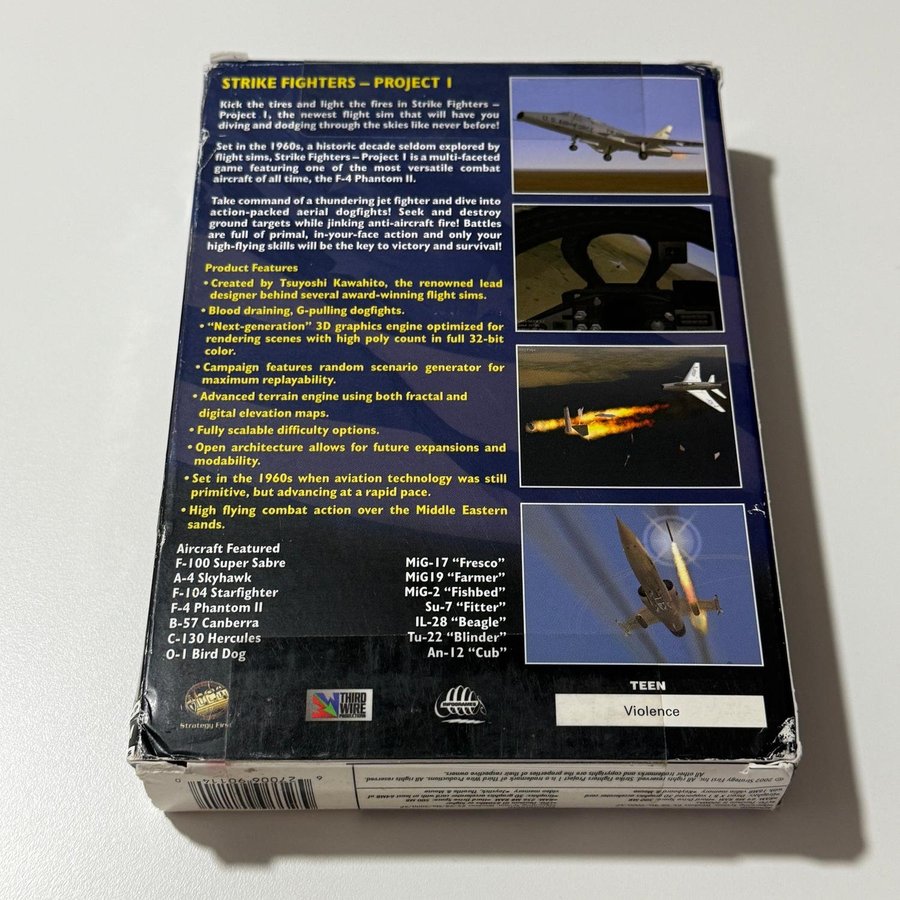 STRIKE FIGHTERS – PROJECT 1
Kick the tires and light the fires in Strike Fighters –
Project 1, the newest flight sim that will have you
diving and dodging through the skies like never before!
Set in the 1960s, a historic decade seldom explored by
flight sims, Strike Fighters – Project 1 is a multi-faceted
game featuring one of the most versatile combat
aircraft of all time, the F-4 Phantom II.
Take command of a thundering jet fighter and dive into
action-packed aerial dogfights! Seek and destroy
ground targets while jinking anti-aircraft fire! Battles
are full of primal, in-your-face action and only your
high-flying skills will be the key to victory and survival!
Product Features
• Created by Tsuyoshi Kawahito, the renowned lead
designer behind several award-winning flight sims.
• Blood draining, G-pulling dogfights.
• “Next-generation” 3D graphics engine optimized for
rendering scenes with high poly count in full 32-bit
color.
• Campaign features random scenario generator for
maximum replayability.
• Advanced terrain engine using both fractal and
digital elevation maps.
• Fully scalable difficulty options.
• Open architecture allows for future expansions and
modability.
• Set in the 1960s when aviation technology was still
primitive, but advancing at a rapid pace.
• High flying combat action over the Middle Eastern
sands.
Aircraft Featured
F-100 Super Sabre
A-4 Skyhawk
F-104 Starfighter
F-4 Phantom II
B-57 Canberra
C-130 Hercules
O-1 Bird Dog
MiG-17 “Fresco”
MiG19 “Farmer”
MiG-2 “Fishbed”
Su-7 “Fitter”
IL-28 “Beagle”
Tu-22 “Blinder”
An-12 “Cub”
Strategy First
THIRD
WIRE
PRODUCTIONS
TEEN
Violence
All other trademarks and copyrights are the properties of their respective owners.